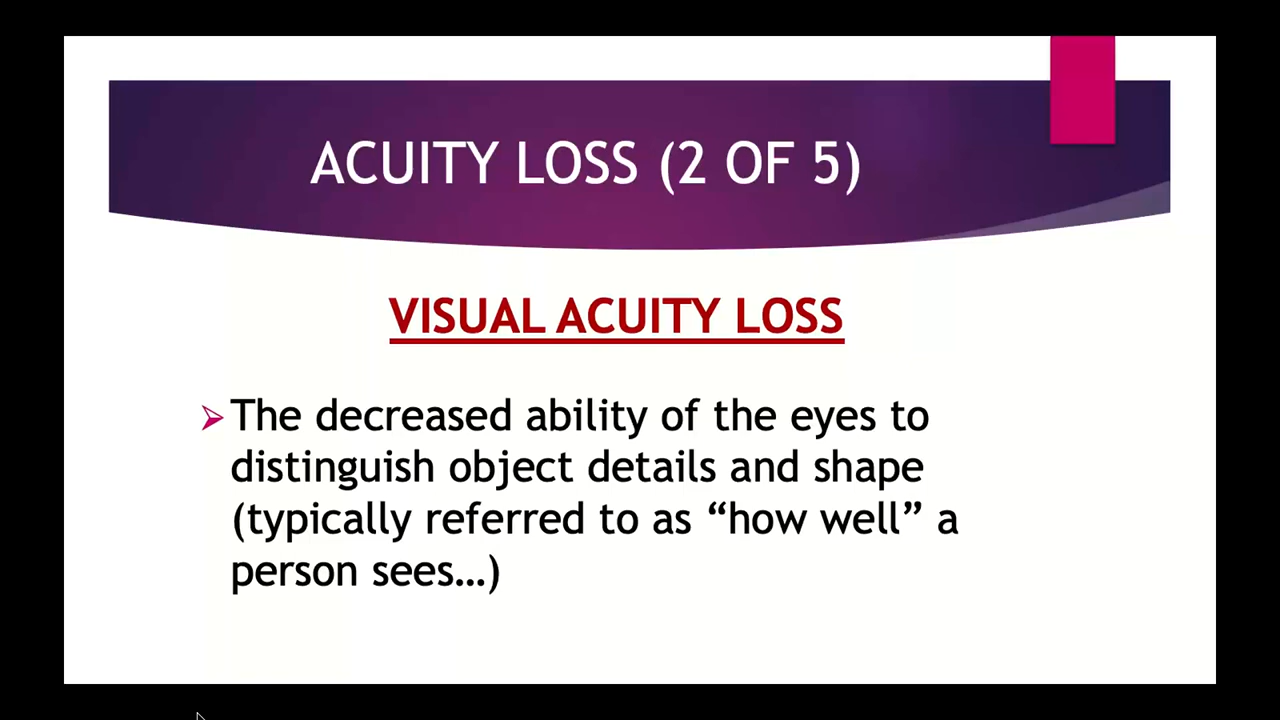 ACUITY LOSS (2 OF 5)
VISUAL ACUITY LOSS
The decreased ability of the eyes to
distinguish object details and shape
(typically referred to as “how well” a
person sees…)